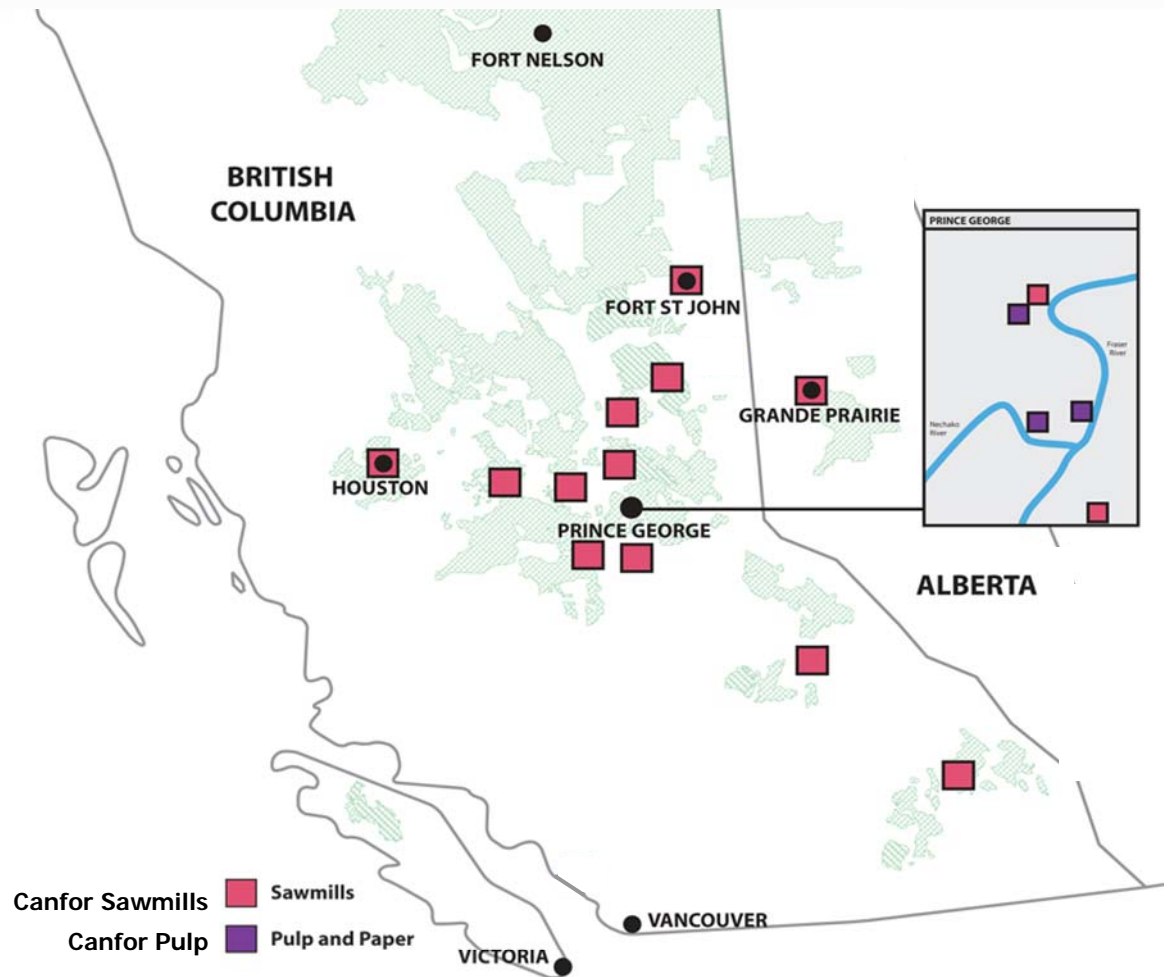 FORT NELSON
BRITISH
COLUMBIA
PRINCE GEORGE
FORT ST JOHN
Fraser
River
GRANDE PRAIRIE
Nechako
River
HOUSTON
PRINCE GEORGE
ALBERTA
Canfor Sawmills
Sawmills
Canfor Pulp
Pulp and Paper
VANCOUVER
VICTORIA